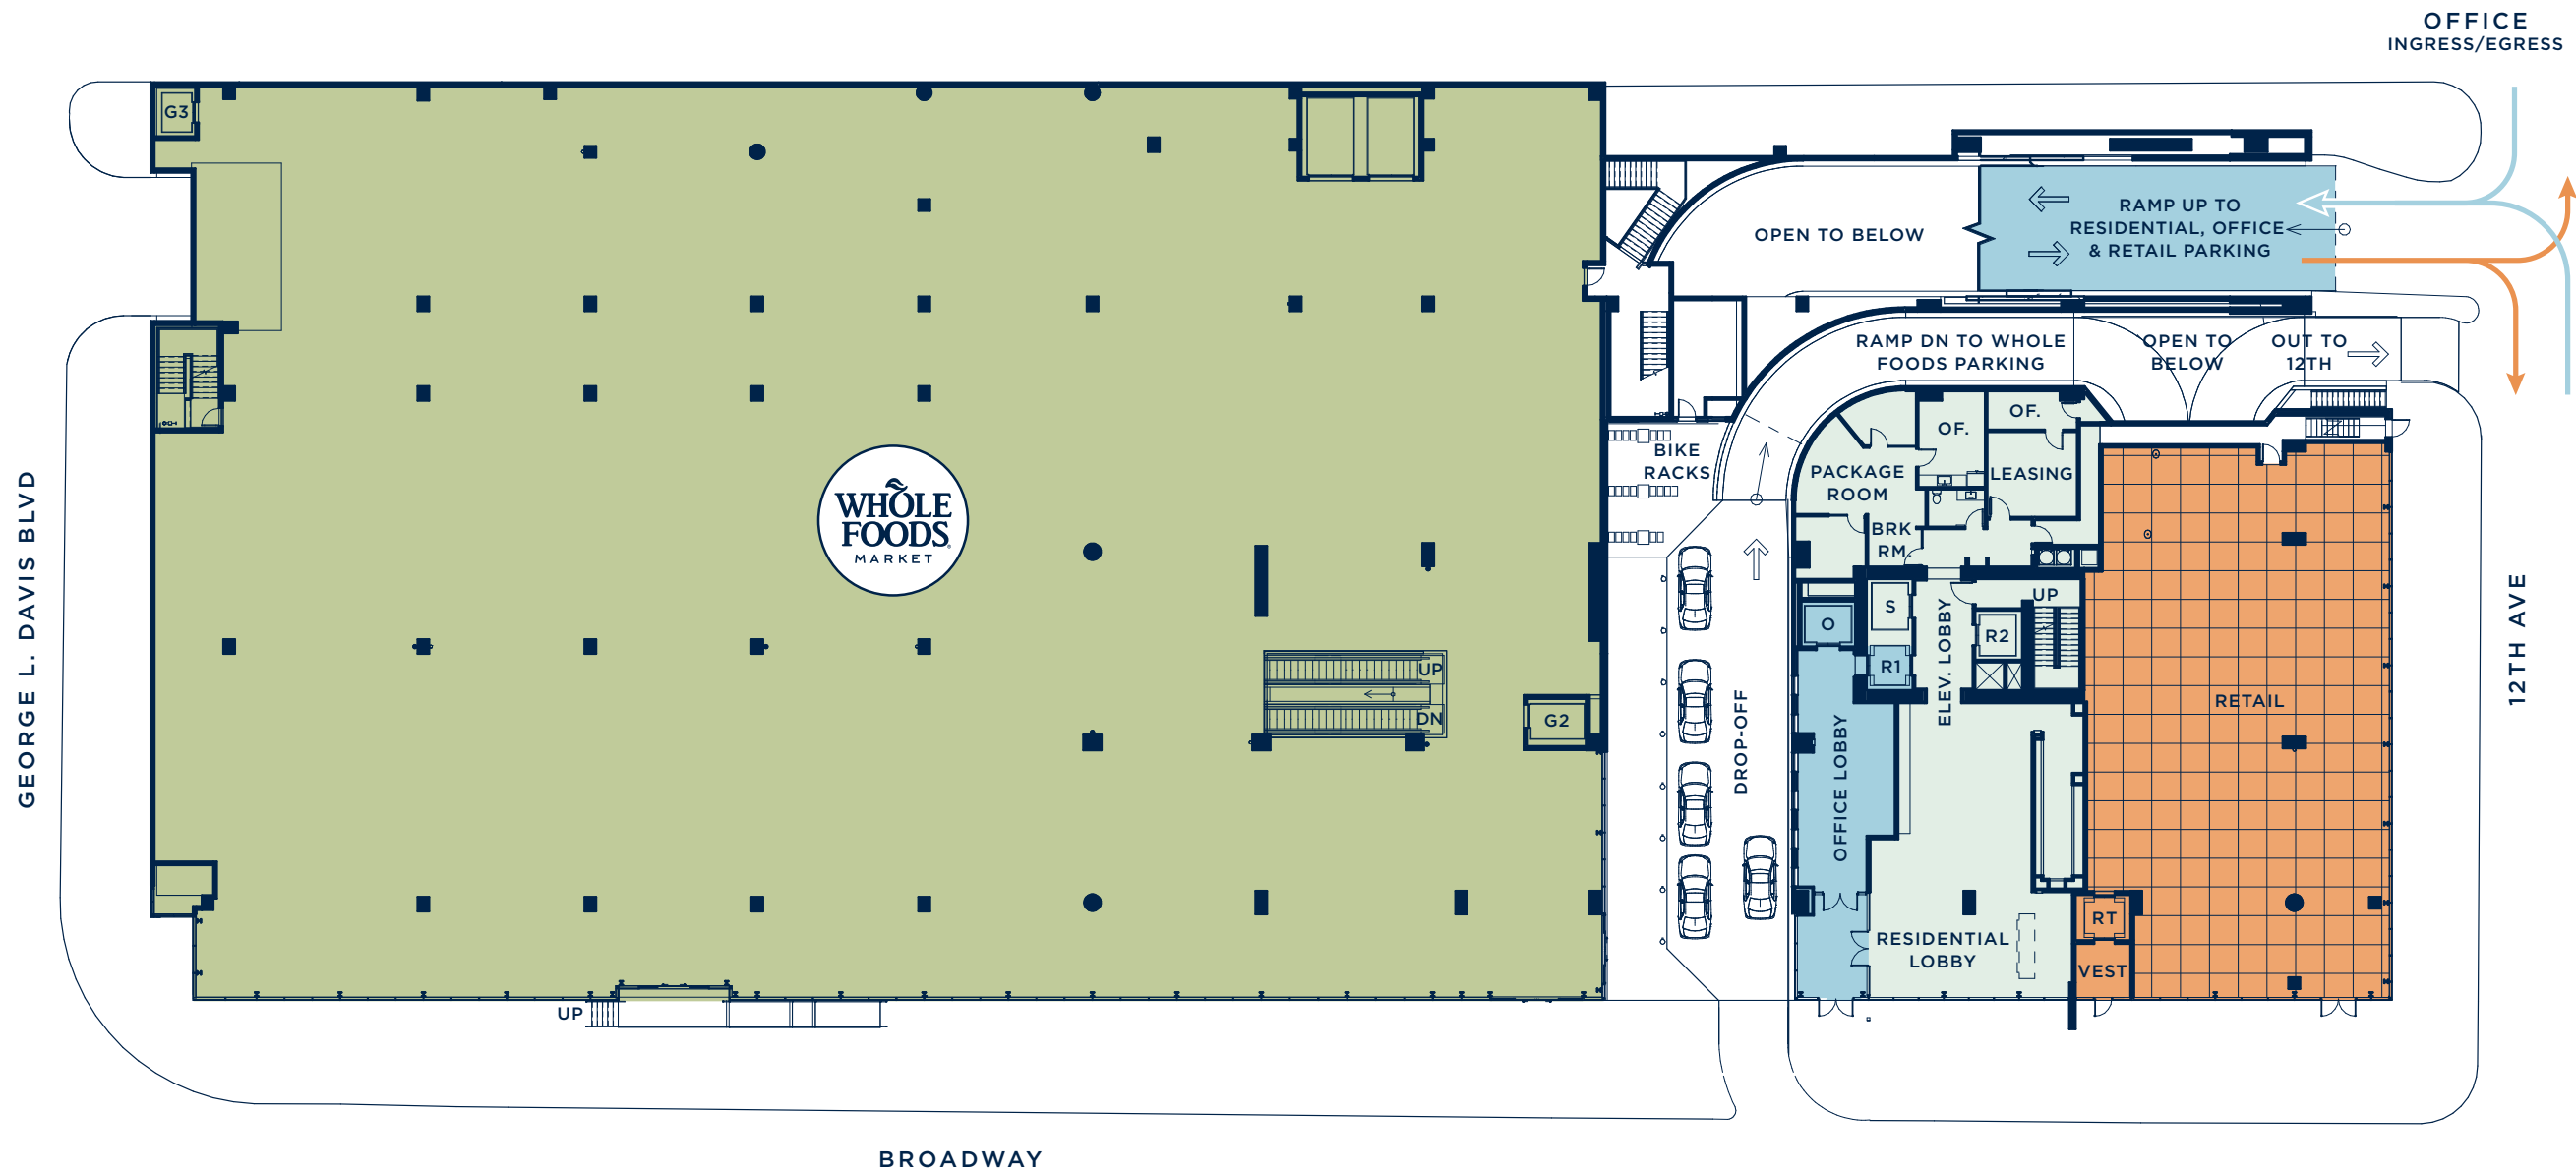 OFFICE
INGRESS/EGRESS
G3
RAMP UP TO
RESIDENTIAL, OFFICE
& RETAIL PARKING
OPEN TO BELOW
RAMP DN TO WHOLE
FOODS PARKING
OPEN TO
BELOW
OUT TO
12TH
BIKE
RACKS
OF.
OF.
PACKAGE
ROOM
LEASING
BRK
RM.
WHOLE
FOODS
MARKET
GEORGE L. DAVIS BLVD
12TH AVE
UP
S
O
R2
R1
ELEV. LOBBY
UP
DN
G2
RETAIL
DROP-OFF
OFFICE LOBBY
RESIDENTIAL
LOBBY
RT
VEST
UP
BROADWAY